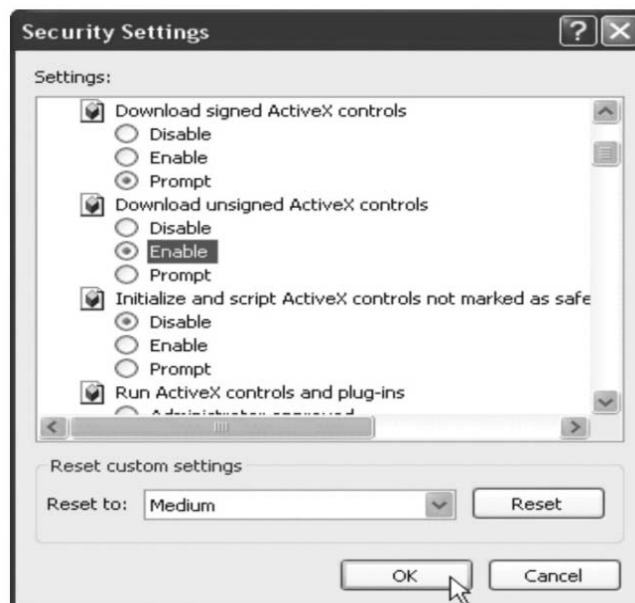 Security Settings
Settings:
Download signed ActiveX controls
Disable
Enable
Prompt
Download unsigned ActiveX controls
Disable
Enable
Prompt
Initialize and script ActiveX controls not marked as safe
Disable
Enable
Prompt
Run ActiveX controls and plug-ins
Administrator approved
Reset custom settings
Reset to: Medium Reset
OK Cancel